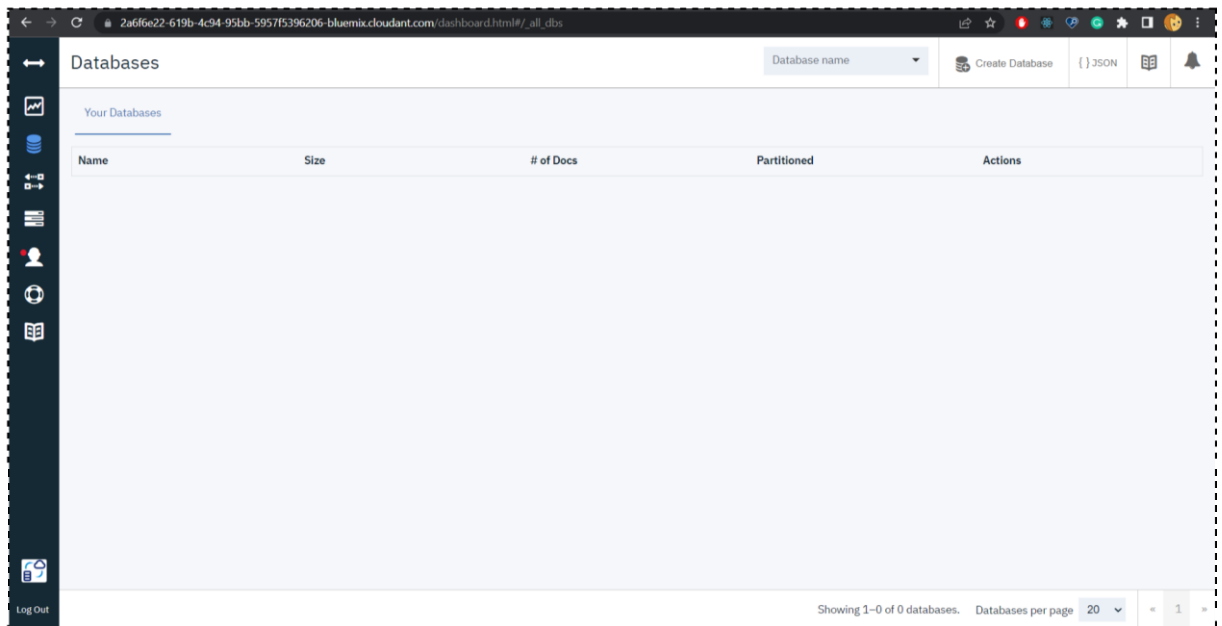 2a6f6e22-619b-4c94-95bb-5957f5396206-bluemix.cloudant.com/dashboard.html#/_all_dbs
Databases
Database name
Create Database
{ } JSON
Your Databases
Name Size # of Docs Partitioned Actions
Log Out
Showing 1–0 of 0 databases. Databases per page 20 « 1 »